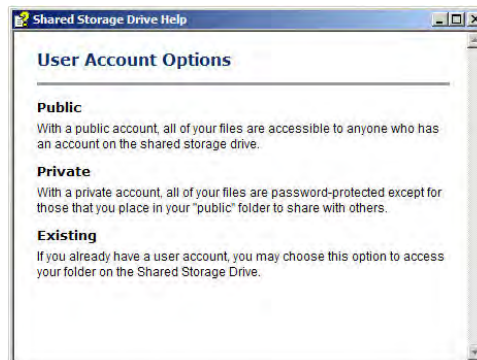 Shared Storage Drive Help
User Account Options
Public
With a public account, all of your files are accessible to anyone who has
an account on the shared storage drive.
Private
With a private account, all of your files are password-protected except for
those that you place in your "public" folder to share with others.
Existing
If you already have a user account, you may choose this option to access
your folder on the Shared Storage Drive.